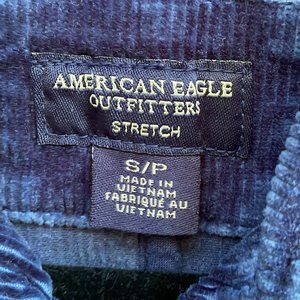 AMERICAN EAGLE
OUTFITTERS
STRETCH
S/P
MADE IN
VIETNAM
FABRIQUÉ AU
VIETNAM